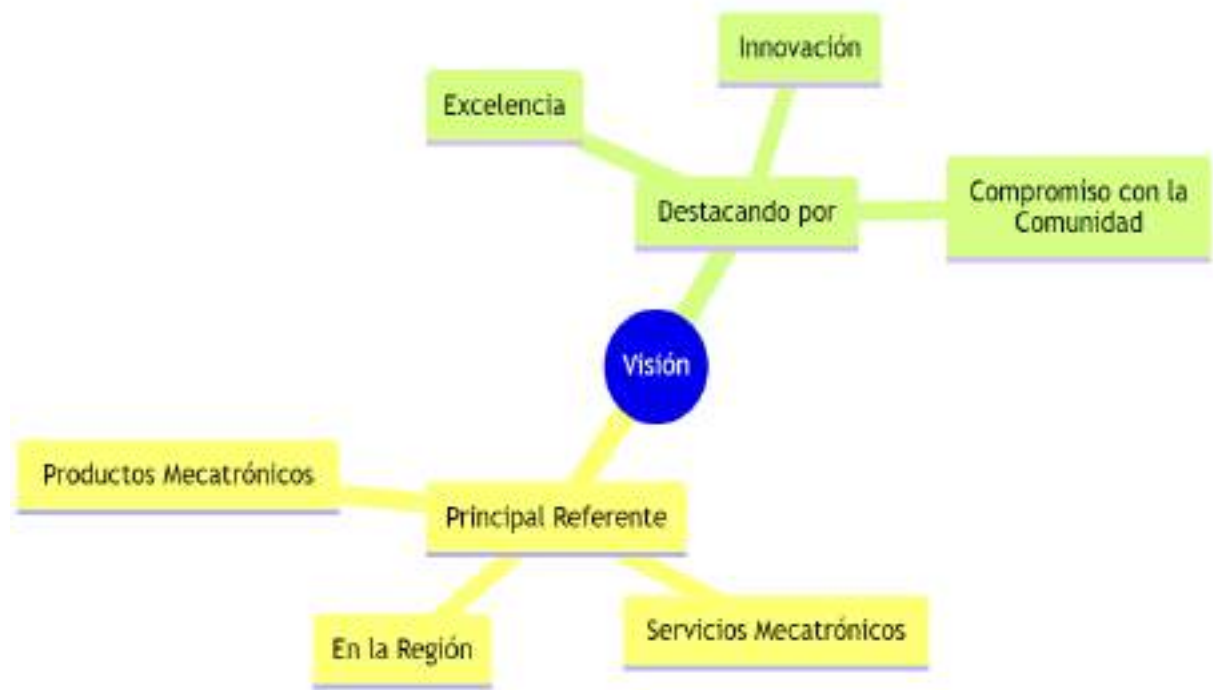 Innovación
Excelencia
Destacando por
Compromiso con la
Comunidad
Visión
Productos Mecatrónicos
Principal Referente
En la Región
Servicios Mecatrónicos